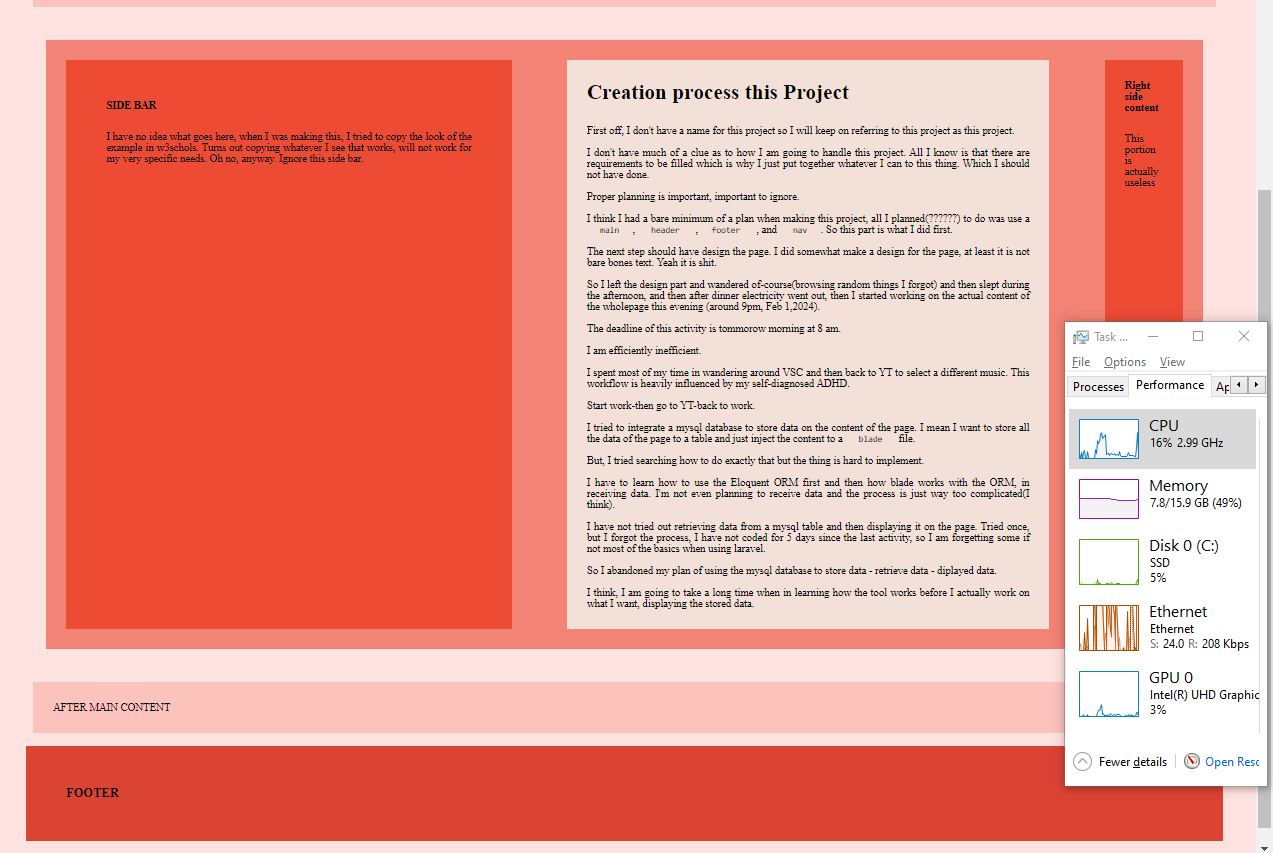 SIDE BAR
I have no idea what goes here, when I was making this, I tried to copy the look of the
example in w3schols. Turns out copying whatever I see that works, will not work for
my very specific needs. Oh no, anyway. Ignore this side bar.
Creation process this Project
First off, I don't have a name for this project so I will keep on referring to this project as this project.
I don't have much of a clue as to how I am going to handle this project. All I know is that there are
requirements to be filled which is why I just put together whatever I can to this thing. Which I should
not have done.
Proper planning is important, important to ignore.
I think I had a bare minimum of a plan when making this project, all I planned(??????) to do was use a
main , header , footer , and nav . So this part is what I did first.
The next step should have design the page. I did somewhat make a design for the page, at least it is not
bare bones text. Yeah it is shit.
So I left the design part and wandered of-course(browsing random things I forgot) and then slept during
the afternoon, and then after dinner electricity went out, then I started working on the actual content of
the wholepage this evening (around 9pm, Feb 1,2024).
The deadline of this activity is tommorow morning at 8 am.
I am efficiently inefficient.
I spent most of my time in wandering around VSC and then back to YT to select a different music. This
workflow is heavily influenced by my self-diagnosed ADHD.
Start work-then go to YT-back to work.
I tried to integrate a mysql database to store data on the content of the page. I mean I want to store all
the data of the page to a table and just inject the content to a blade file.
But, I tried searching how to do exactly that but the thing is hard to implement.
I have to learn how to use the Eloquent ORM first and then how blade works with the ORM, in
receiving data. I'm not even planning to receive data and the process is just way too complicated(I
think).
I have not tried out retrieving data from a mysql table and then displaying it on the page. Tried once,
but I forgot the process, I have not coded for 5 days since the last activity, so I am forgetting some if
not most of the basics when using laravel.
So I abandoned my plan of using the mysql database to store data - retrieve data - diplayed data.
I think, I am going to take a long time when in learning how the tool works before I actually work on
what I want, displaying the stored data.
Right
side
content
This
portion
is
actually
useless
Task ...
File Options View
Processes Performance Ap
CPU
16% 2.99 GHz
Memory
7.8/15.9 GB (49%)
Disk 0 (C:)
SSD
5%
Ethernet
Ethernet
S: 24.0 R: 208 Kbps
GPU 0
Intel(R) UHD Graphic
3%
Fewer details Open Resc
AFTER MAIN CONTENT
FOOTER